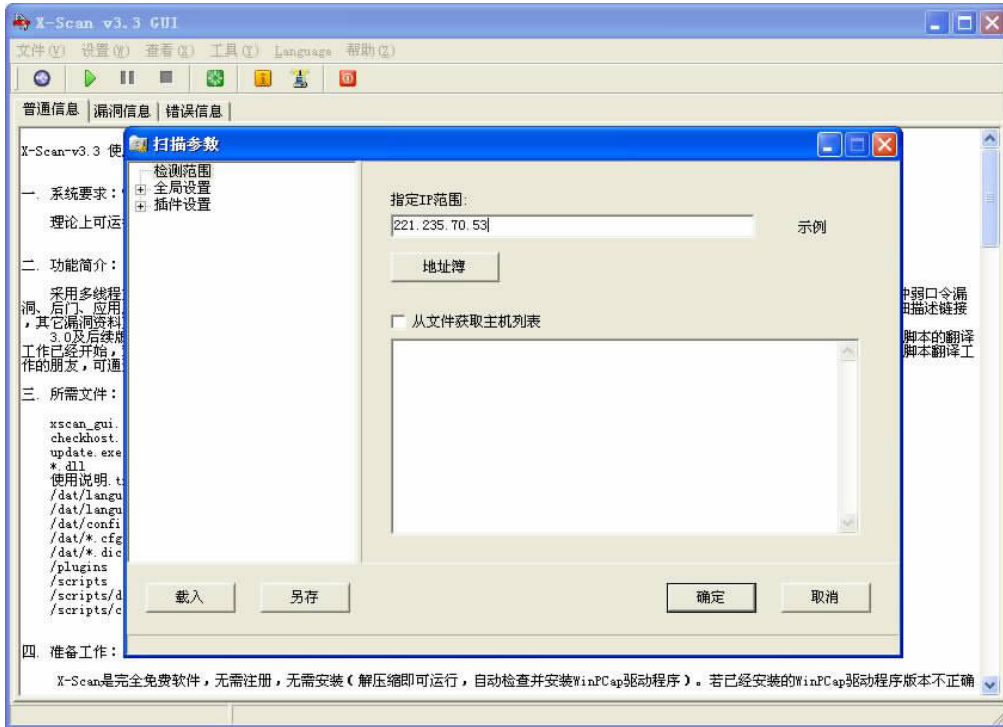 X-Scan v3.3 GUI
文件(V) 设置(W) 查看(X) 工具(Y) Language 帮助(Z)
普通信息 漏洞信息 错误信息
X-Scan-v3.3 使
一. 系统要求:
理论上可运
二. 功能简介:
采用多线程
洞、后门、应用
,其它漏洞资料
3.0及后续版
工作已经开始,
作的朋友,可通
三. 所需文件:
xscan_gui.
checkhost.
update.exe
*.dll
使用说明.t
/dat/langu
/dat/langu
/dat/confi
/dat/*.cfg
/dat/*.dic
/plugins
/scripts
/scripts/d
/scripts/c
四. 准备工作:
X-Scan是完全免费软件,无需注册,无需安装(解压缩即可运行,自动检查并安装WinPCap驱动程序)。若已经安装的WinPCap驱动程序版本不正确
弱口令漏
描述链接
脚本的翻译
脚本翻译工
扫描参数
检测范围
全局设置
插件设置
指定IP范围:
221.235.70.53
示例
地址簿
从文件获取主机列表
载入
另存
确定
取消